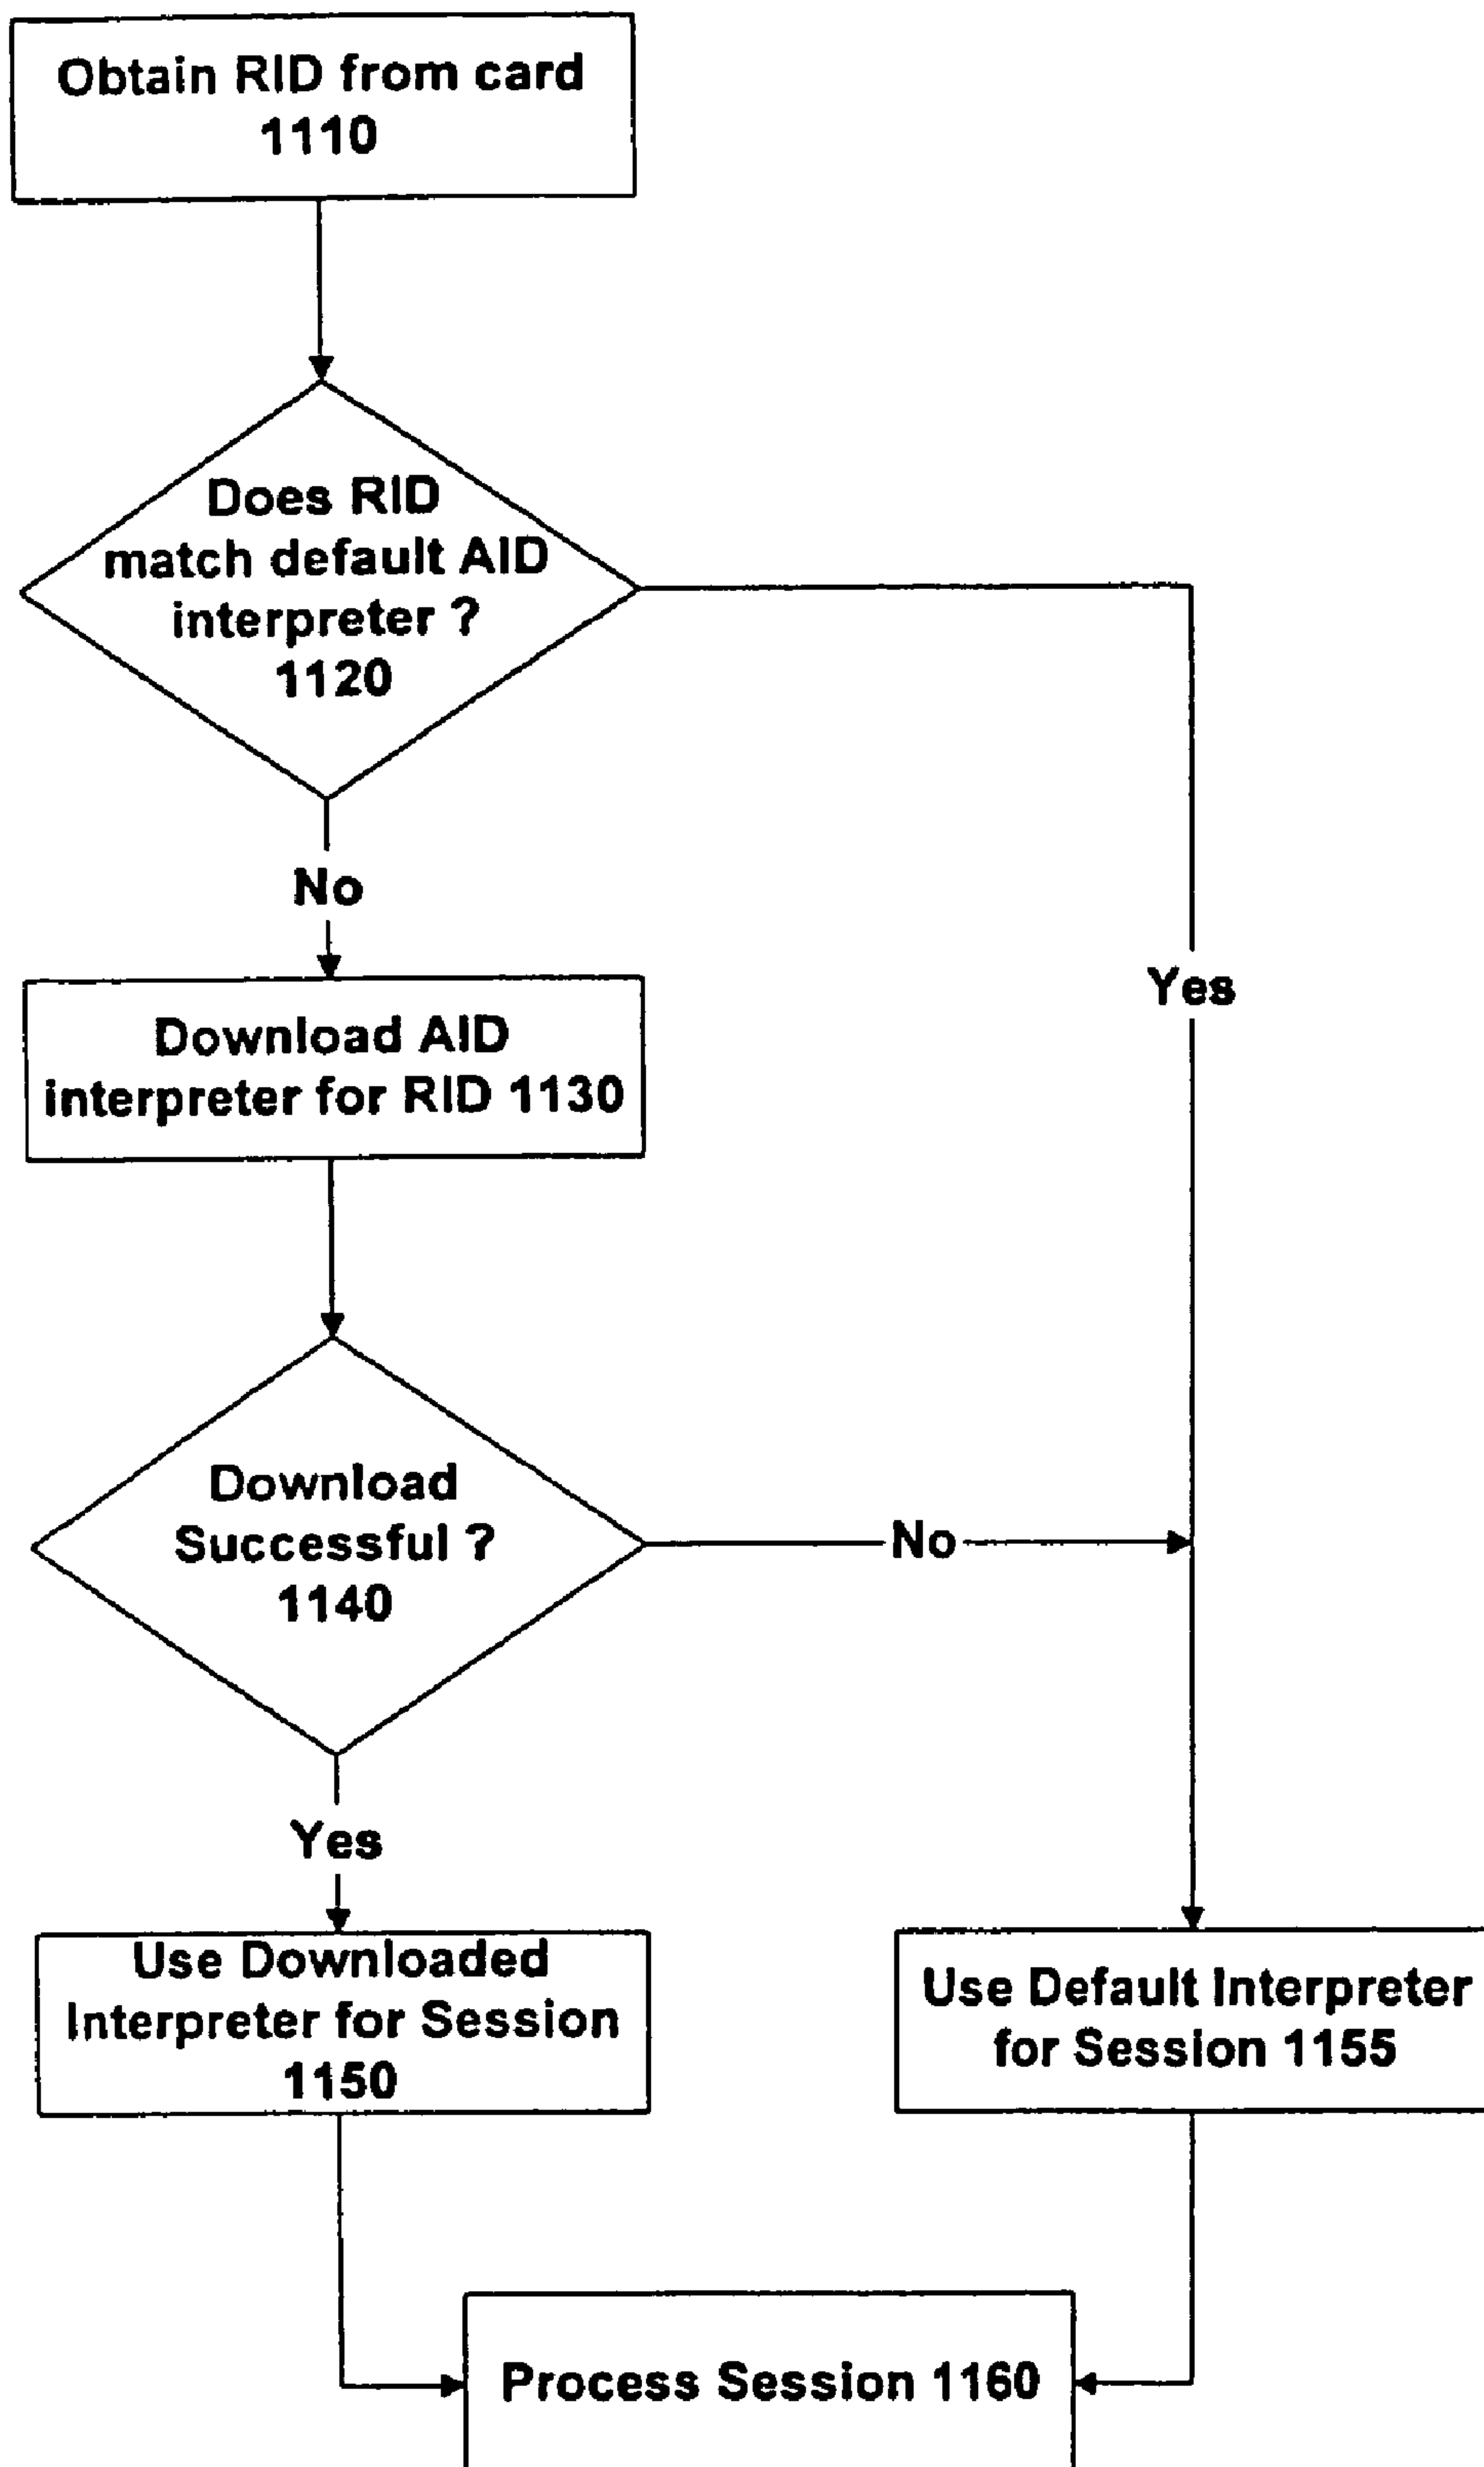 Obtain RID from card
1110
Does RID
match default AID
interpreter ?
1120
No
Yes
Download AID
interpreter for RID 1130
Download
Successful ?
1140
No
Yes
Use Downloaded
Interpreter for Session
1150
Use Default Interpreter
for Session 1155
Process Session 1160